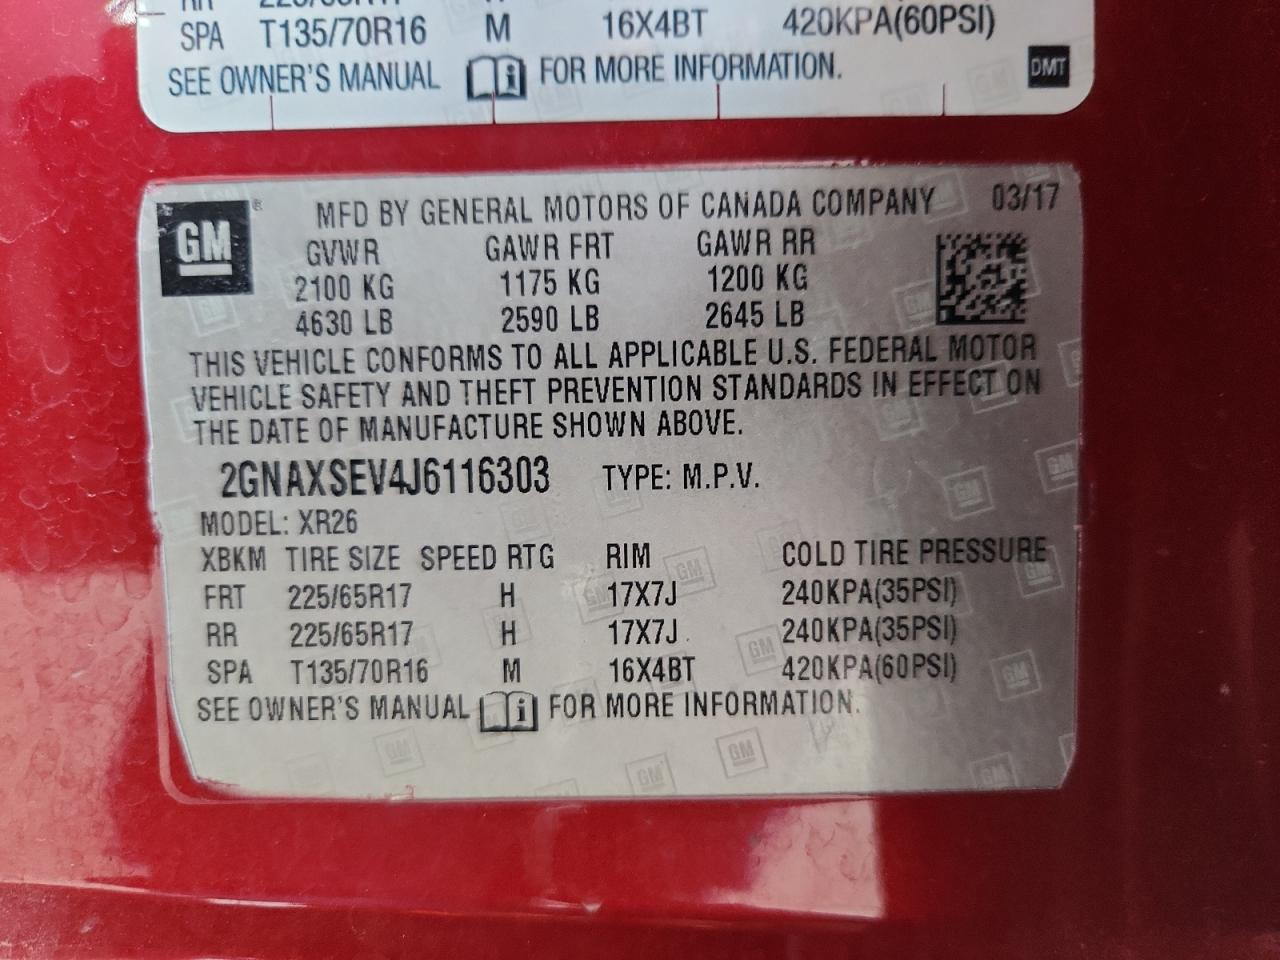 SPA T135/70R16 M 16X4BT 420KPA(60PSI)
SEE OWNER'S MANUAL i FOR MORE INFORMATION.
DMT
GM ® MFD BY GENERAL MOTORS OF CANADA COMPANY 03/17
GVWR GAWR FRT GAWR RR
2100 KG 1175 KG 1200 KG
4630 LB 2590 LB 2645 LB
THIS VEHICLE CONFORMS TO ALL APPLICABLE U.S. FEDERAL MOTOR
VEHICLE SAFETY AND THEFT PREVENTION STANDARDS IN EFFECT ON
THE DATE OF MANUFACTURE SHOWN ABOVE.
2GNAXSEV4J6116303 TYPE: M.P.V.
MODEL: XR26
XBKM TIRE SIZE SPEED RTG RIM COLD TIRE PRESSURE
FRT 225/65R17 H 17X7J 240KPA(35PSI)
RR 225/65R17 H 17X7J 240KPA(35PSI)
SPA T135/70R16 M 16X4BT 420KPA(60PSI)
SEE OWNER'S MANUAL i FOR MORE INFORMATION.